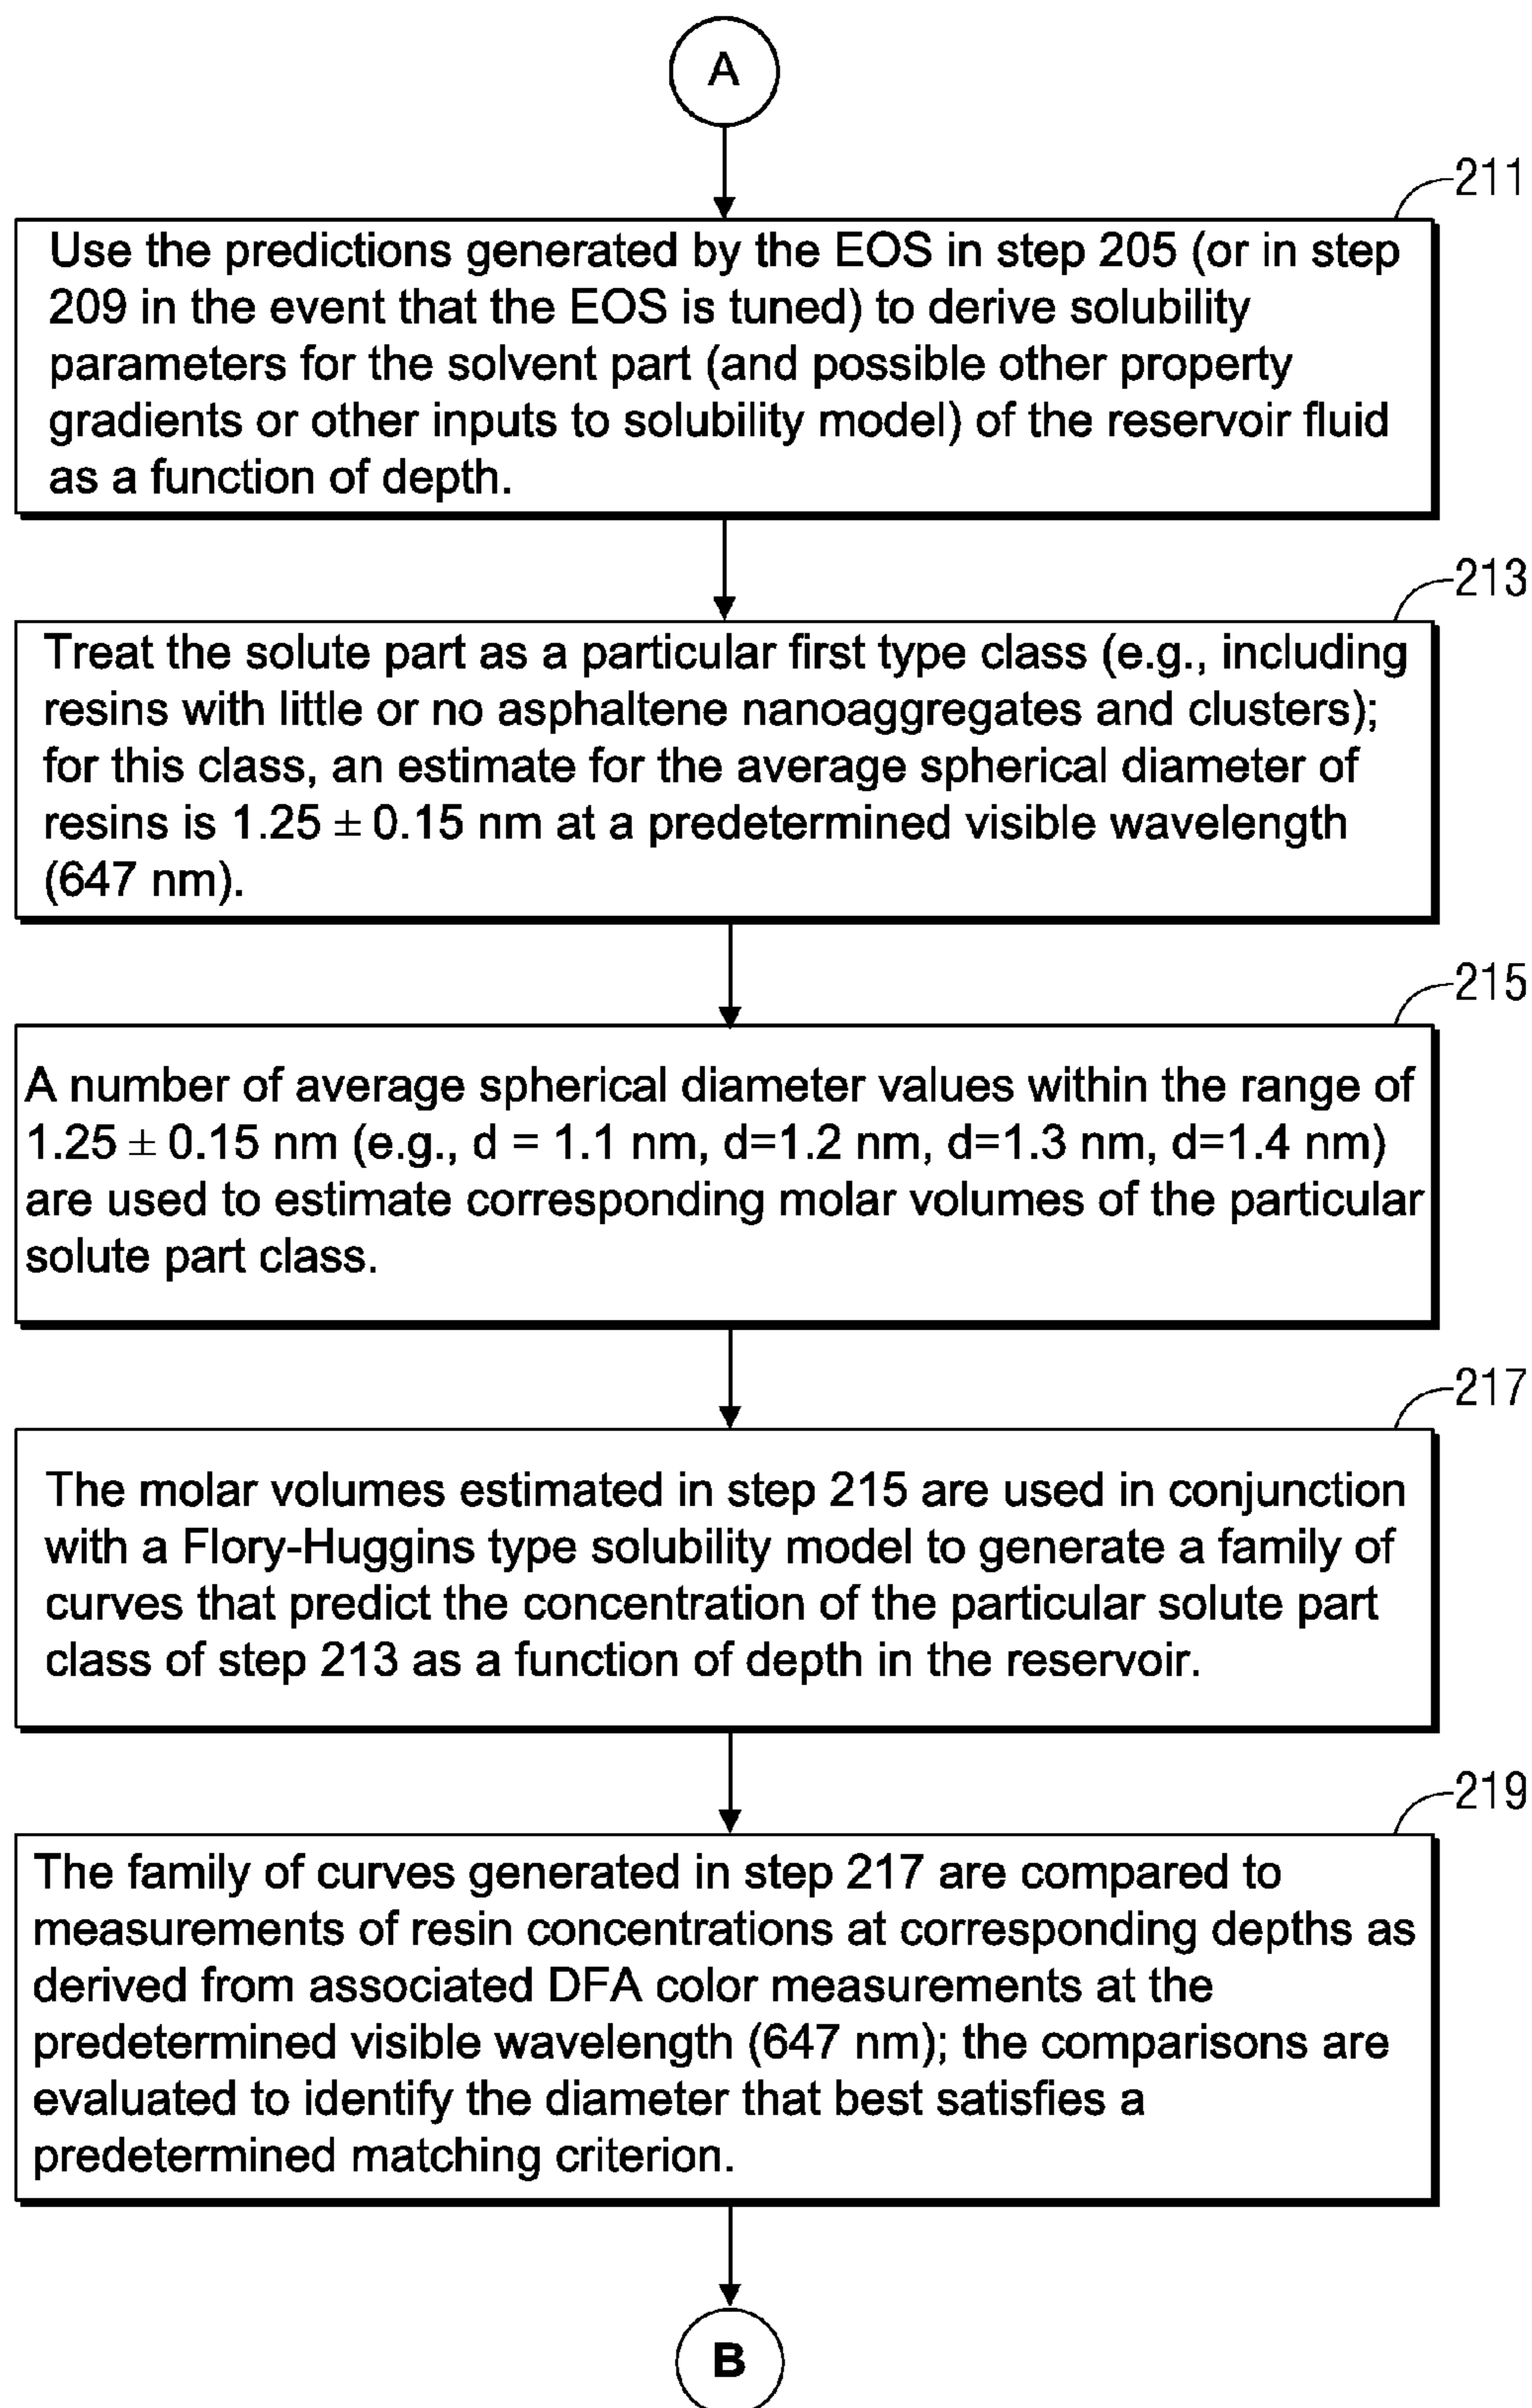 A
211
Use the predictions generated by the EOS in step 205 (or in step
209 in the event that the EOS is tuned) to derive solubility
parameters for the solvent part (and possible other property
gradients or other inputs to solubility model) of the reservoir fluid
as a function of depth.
213
Treat the solute part as a particular first type class (e.g., including
resins with little or no asphaltene nanoaggregates and clusters);
for this class, an estimate for the average spherical diameter of
resins is 1.25 ± 0.15 nm at a predetermined visible wavelength
(647 nm).
215
A number of average spherical diameter values within the range of
1.25 ± 0.15 nm (e.g., d = 1.1 nm, d=1.2 nm, d=1.3 nm, d=1.4 nm)
are used to estimate corresponding molar volumes of the particular
solute part class.
217
The molar volumes estimated in step 215 are used in conjunction
with a Flory-Huggins type solubility model to generate a family of
curves that predict the concentration of the particular solute part
class of step 213 as a function of depth in the reservoir.
219
The family of curves generated in step 217 are compared to
measurements of resin concentrations at corresponding depths as
derived from associated DFA color measurements at the
predetermined visible wavelength (647 nm); the comparisons are
evaluated to identify the diameter that best satisfies a
predetermined matching criterion.
B